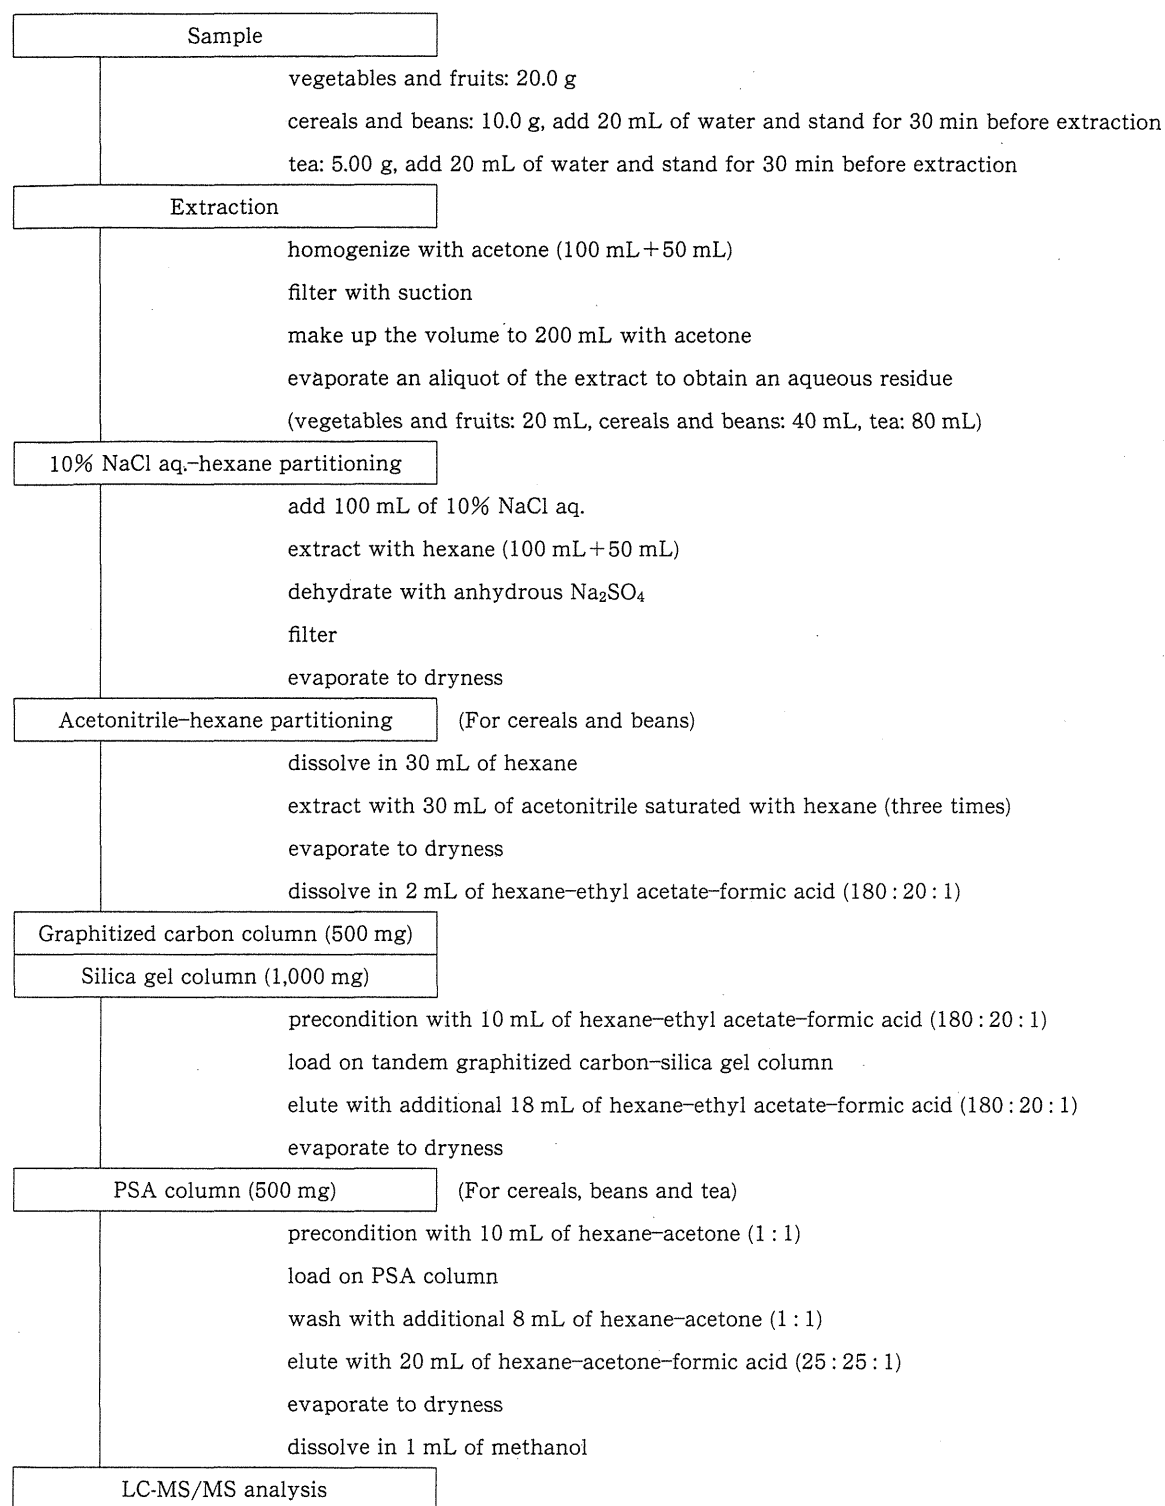 Sample
vegetables and fruits: 20.0 g
cereals and beans: 10.0 g, add 20 mL of water and stand for 30 min before extraction
tea: 5.00 g, add 20 mL of water and stand for 30 min before extraction
Extraction
homogenize with acetone (100 mL+50 mL)
filter with suction
make up the volume to 200 mL with acetone
evaporate an aliquot of the extract to obtain an aqueous residue
(vegetables and fruits: 20 mL, cereals and beans: 40 mL, tea: 80 mL)
10% NaCl aq.–hexane partitioning
add 100 mL of 10% NaCl aq.
extract with hexane (100 mL+50 mL)
dehydrate with anhydrous Na₂SO₄
filter
evaporate to dryness
Acetonitrile–hexane partitioning (For cereals and beans)
dissolve in 30 mL of hexane
extract with 30 mL of acetonitrile saturated with hexane (three times)
evaporate to dryness
dissolve in 2 mL of hexane–ethyl acetate–formic acid (180 : 20 : 1)
Graphitized carbon column (500 mg)
Silica gel column (1,000 mg)
precondition with 10 mL of hexane–ethyl acetate–formic acid (180 : 20 : 1)
load on tandem graphitized carbon–silica gel column
elute with additional 18 mL of hexane–ethyl acetate–formic acid (180 : 20 : 1)
evaporate to dryness
PSA column (500 mg) (For cereals, beans and tea)
precondition with 10 mL of hexane–acetone (1 : 1)
load on PSA column
wash with additional 8 mL of hexane–acetone (1 : 1)
elute with 20 mL of hexane–acetone–formic acid (25 : 25 : 1)
evaporate to dryness
dissolve in 1 mL of methanol
LC-MS/MS analysis